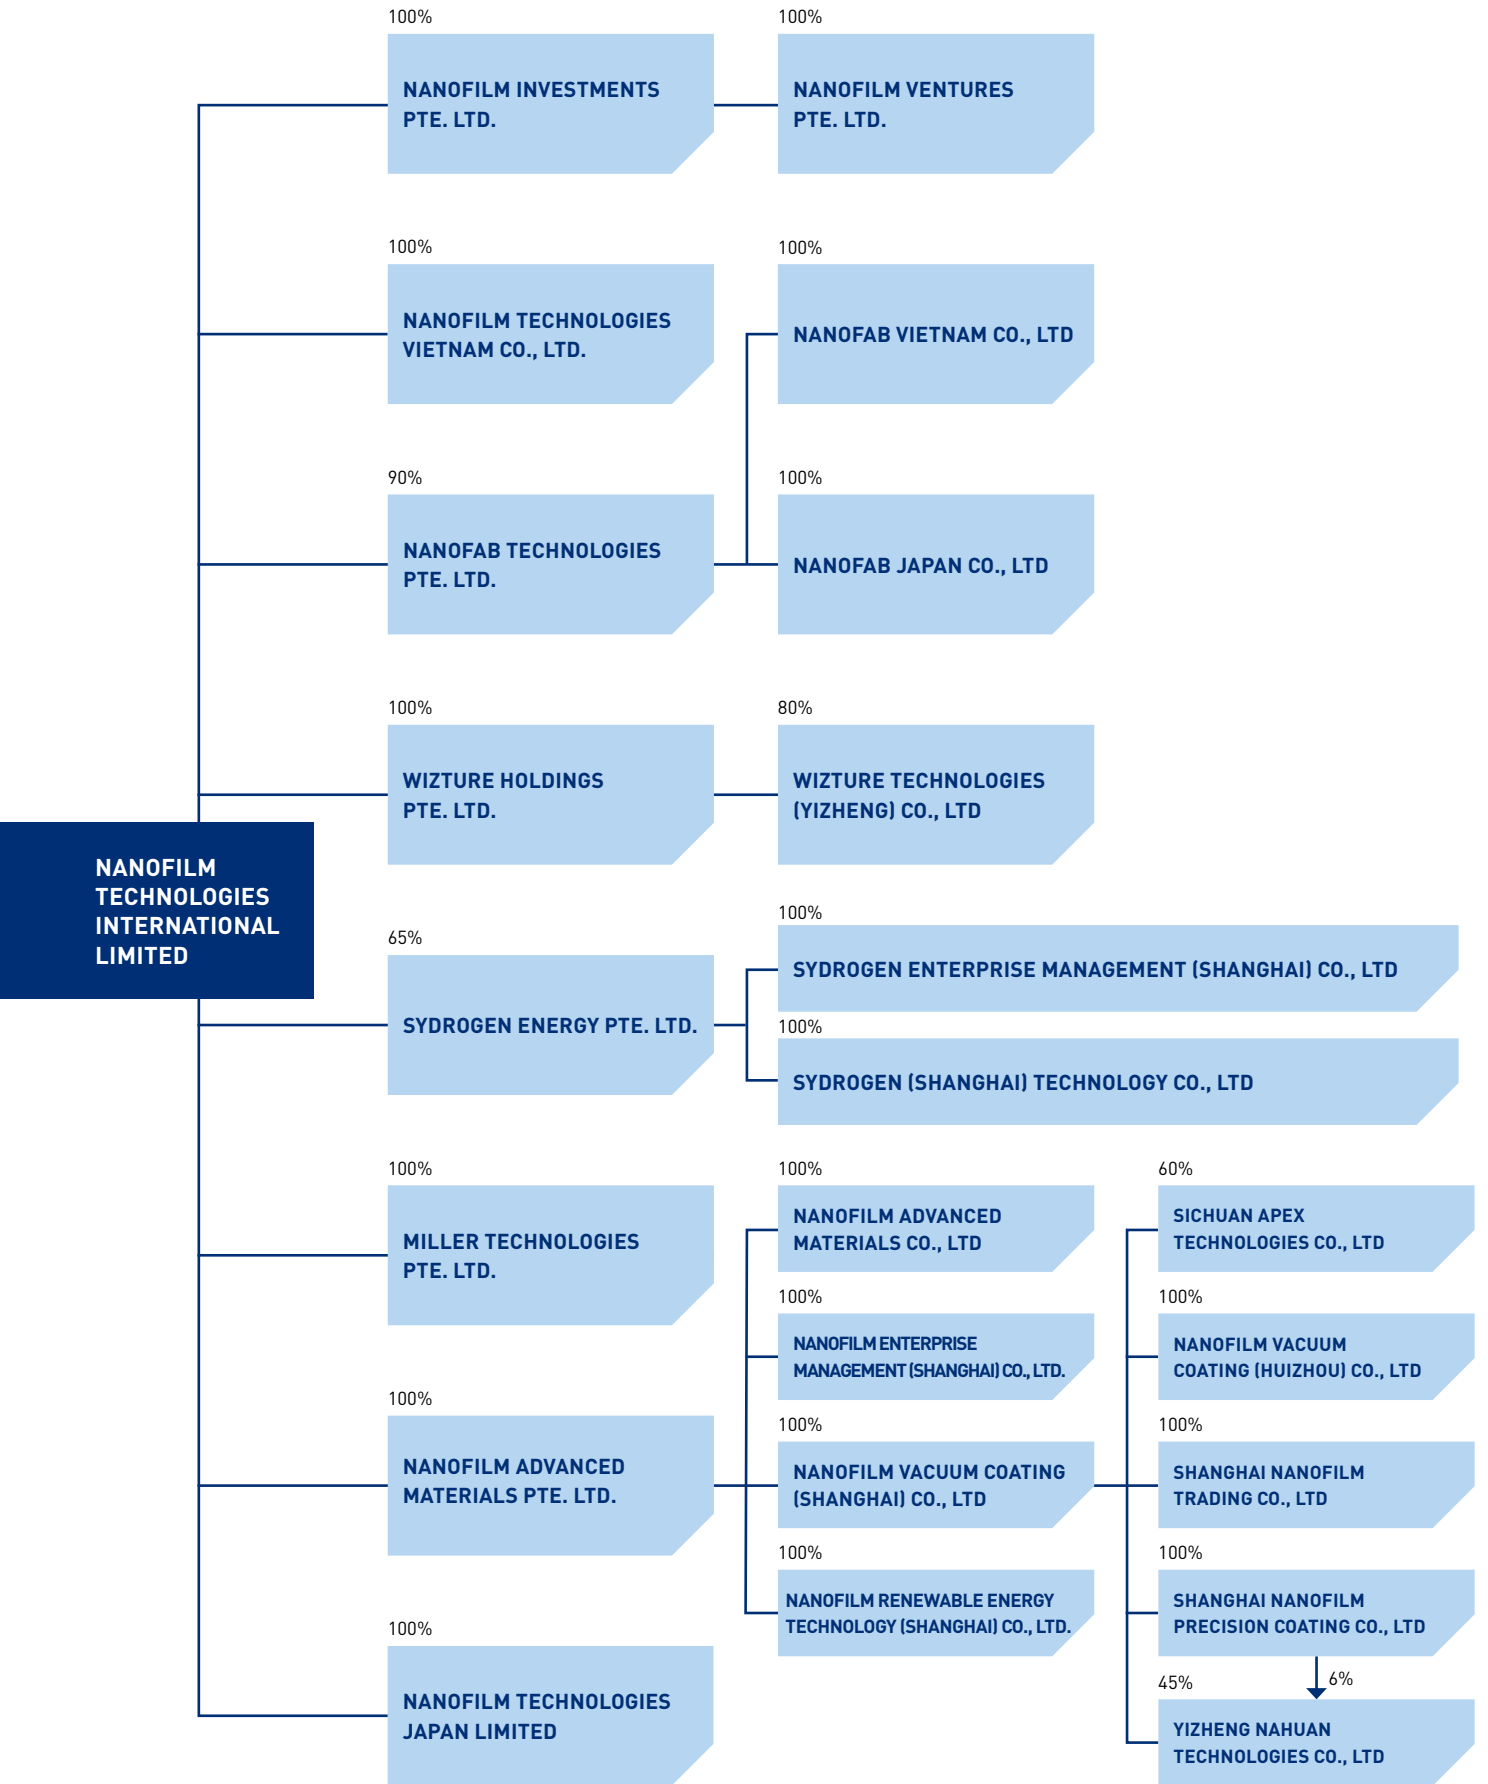 100%
NANOFILM INVESTMENTS
PTE. LTD.
100%
NANOFILM VENTURES
PTE. LTD.
100%
NANOFILM TECHNOLOGIES
VIETNAM CO., LTD.
100%
NANOFAB VIETNAM CO., LTD
90%
NANOFAB TECHNOLOGIES
PTE. LTD.
100%
NANOFAB JAPAN CO., LTD
100%
WIZTURE HOLDINGS
PTE. LTD.
80%
WIZTURE TECHNOLOGIES
(YIZHENG) CO., LTD
NANOFILM
TECHNOLOGIES
INTERNATIONAL
LIMITED
65%
SYDROGEN ENERGY PTE. LTD.
100%
SYDROGEN ENTERPRISE MANAGEMENT (SHANGHAI) CO., LTD
100%
SYDROGEN (SHANGHAI) TECHNOLOGY CO., LTD
100%
MILLER TECHNOLOGIES
PTE. LTD.
100%
NANOFILM ADVANCED
MATERIALS PTE. LTD.
100%
NANOFILM ADVANCED
MATERIALS CO., LTD
100%
NANOFILM ENTERPRISE
MANAGEMENT (SHANGHAI) CO., LTD.
100%
NANOFILM VACUUM COATING
(SHANGHAI) CO., LTD
100%
NANOFILM RENEWABLE ENERGY
TECHNOLOGY (SHANGHAI) CO., LTD.
60%
SICHUAN APEX
TECHNOLOGIES CO., LTD
100%
NANOFILM VACUUM
COATING (HUIZHOU) CO., LTD
100%
SHANGHAI NANOFILM
TRADING CO., LTD
100%
SHANGHAI NANOFILM
PRECISION COATING CO., LTD
45%
6%
YIZHENG NAHUAN
TECHNOLOGIES CO., LTD
100%
NANOFILM TECHNOLOGIES
JAPAN LIMITED